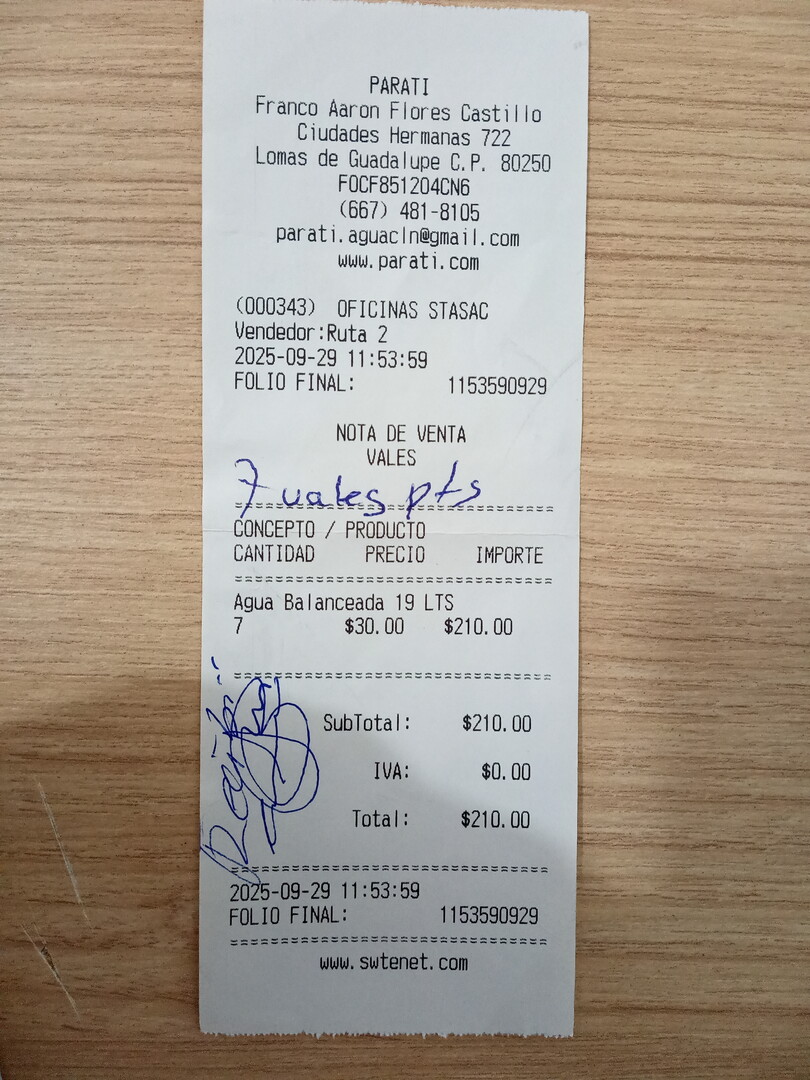 PARATI
Franco Aaron Flores Castillo
Ciudades Hermanas 722
Lomas de Guadalupe C.P. 80250
FOCF851204CN6
(667) 481-8105
parati.aguacln@gmail.com
www.parati.com
(000343) OFICINAS STASAC
Vendedor:Ruta 2
2025-09-29 11:53:59
FOLIO FINAL: 1153590929
NOTA DE VENTA
VALES
7 vales pts
CONCEPTO / PRODUCTO
CANTIDAD PRECIO IMPORTE
Agua Balanceada 19 LTS
7 $30.00 $210.00
SubTotal: $210.00
IVA: $0.00
Total: $210.00
2025-09-29 11:53:59
FOLIO FINAL: 1153590929
www.swtenet.com